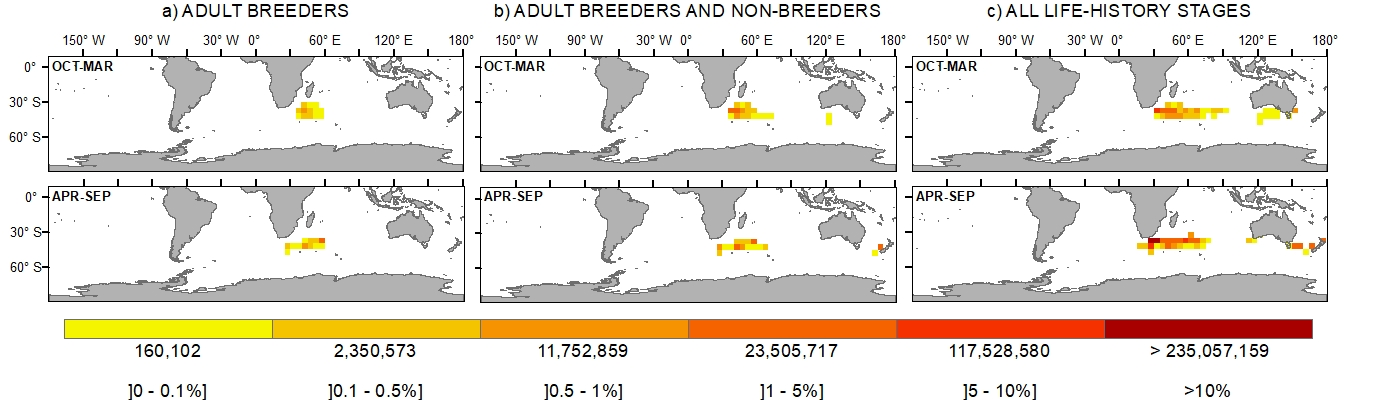 a) ADULT BREEDERS b) ADULT BREEDERS AND NON-BREEDERS c) ALL LIFE-HISTORY STAGES
150° W 90° W 30° W 0° 60° E 120° E 180° 150° W 90° W 30° W 0° 60° E 120° E 180° 150° W 90° W 30° W 0° 60° E 120° E 180°
0° OCT-MAR OCT-MAR OCT-MAR
30° S
60° S
0° APR-SEP APR-SEP APR-SEP
30° S
60° S
160,102 2,350,573 11,752,859 23,505,717 117,528,580 > 235,057,159
]0 - 0.1%] ]0.1 - 0.5%] ]0.5 - 1%] ]1 - 5%] ]5 - 10%] >10%